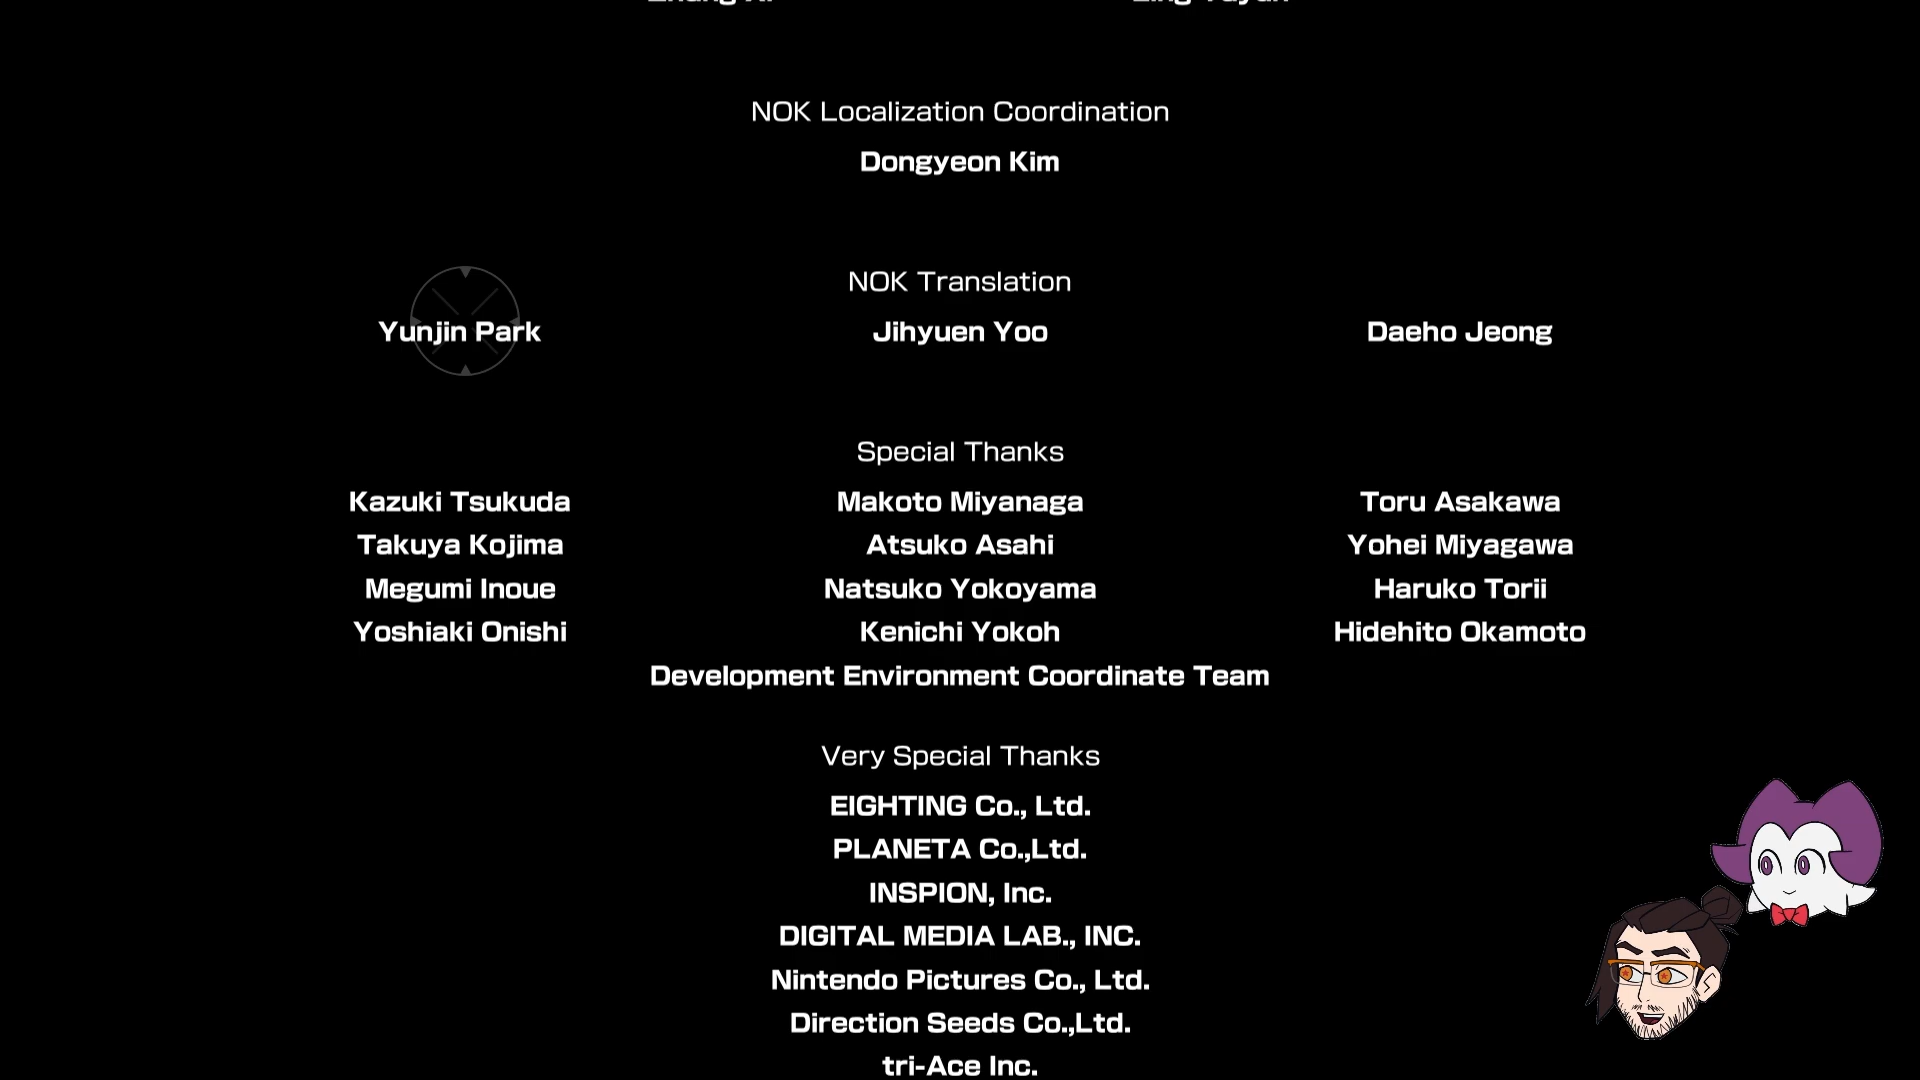 NOK Localization Coordination
Dongyeon Kim
NOK Translation
Yunjin Park Jihyuen Yoo Daeho Jeong
Special Thanks
Kazuki Tsukuda Makoto Miyanaga Toru Asakawa
Takuya Kojima Atsuko Asahi Yohei Miyagawa
Megumi Inoue Natsuko Yokoyama Haruko Torii
Yoshiaki Onishi Kenichi Yokoh Hidehito Okamoto
Development Environment Coordinate Team
Very Special Thanks
EIGHTING Co., Ltd.
PLANETA Co.,Ltd.
INSPION, Inc.
DIGITAL MEDIA LAB., INC.
Nintendo Pictures Co., Ltd.
Direction Seeds Co.,Ltd.
tri-Ace Inc.